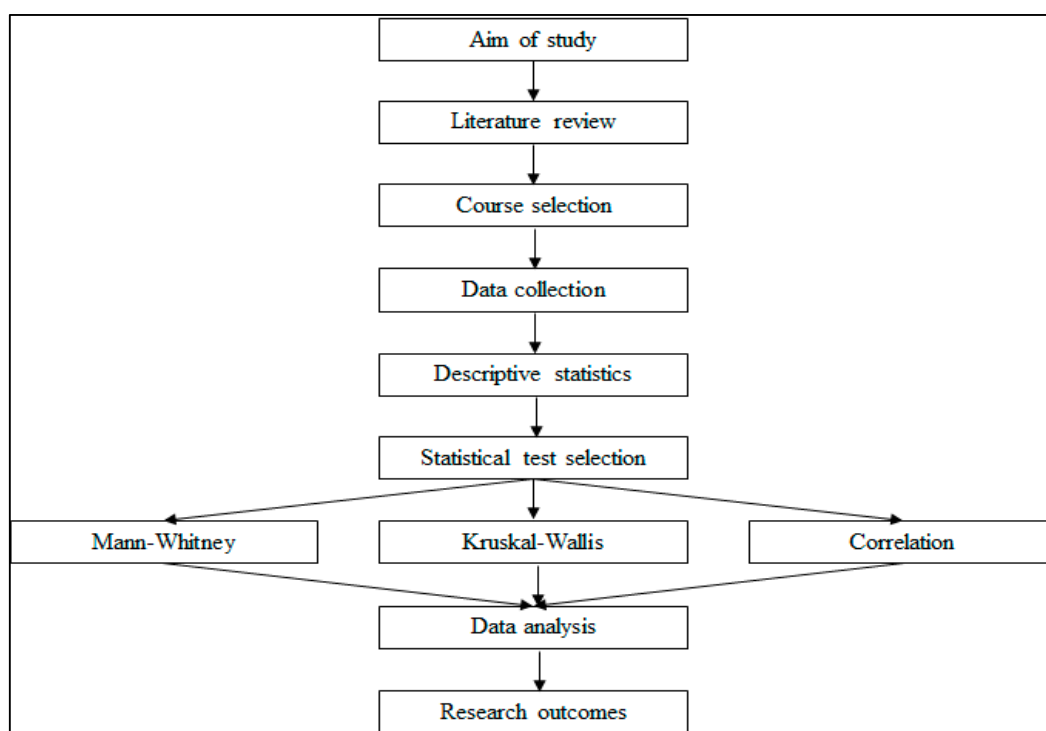 Aim of study
Literature review
Course selection
Data collection
Descriptive statistics
Statistical test selection
Mann-Whitney
Kruskal-Wallis
Correlation
Data analysis
Research outcomes